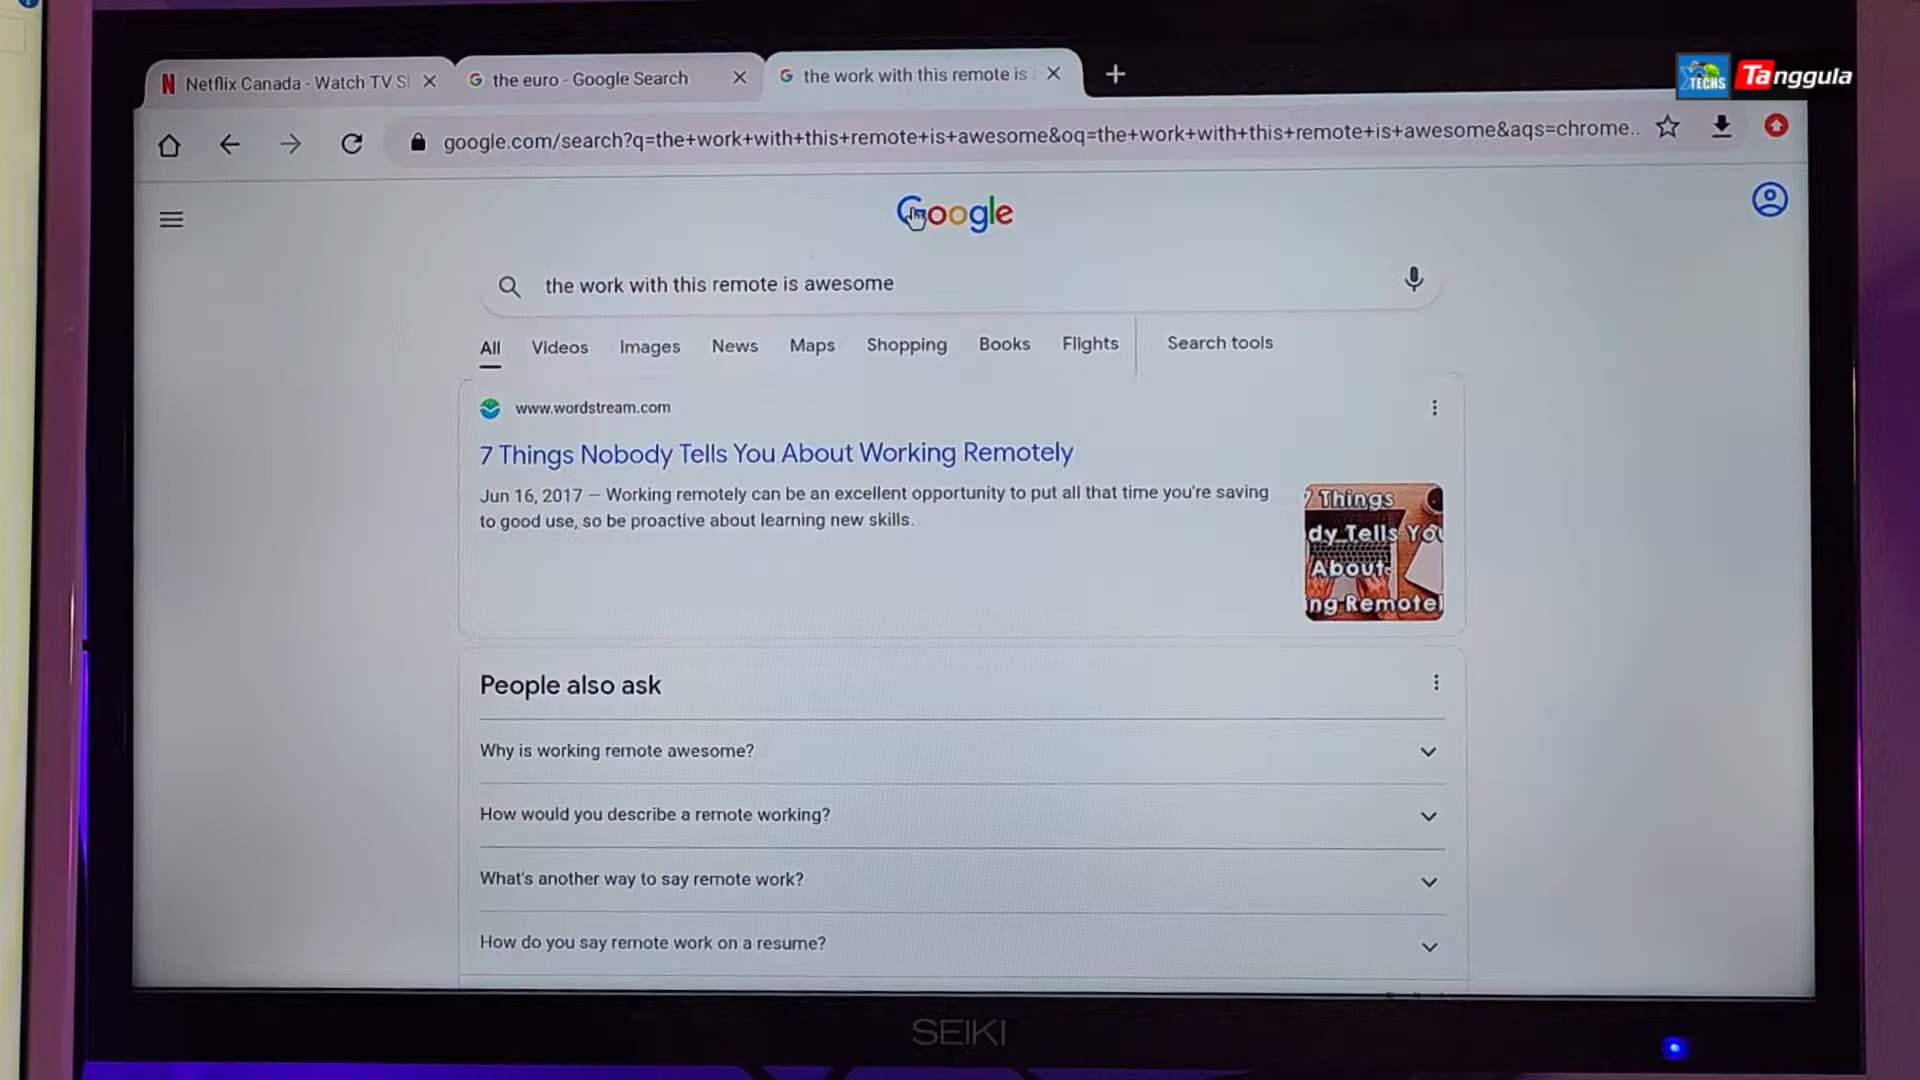 Netflix Canada - Watch TV S
the euro - Google Search
the work with this remote is
TECHS
Tanggula
google.com/search?q=the+work+with+this+remote+is+awesome&oq=the+work+with+this+remote+is+awesome&aqs=chrome..
Google
the work with this remote is awesome
All Videos Images News Maps Shopping Books Flights Search tools
www.wordstream.com
7 Things Nobody Tells You About Working Remotely
Jun 16, 2017 — Working remotely can be an excellent opportunity to put all that time you're saving
to good use, so be proactive about learning new skills.
7 Things
dy Tells You
About
ng Remotel
People also ask
Why is working remote awesome?
How would you describe a remote working?
What's another way to say remote work?
How do you say remote work on a resume?
SEIKI